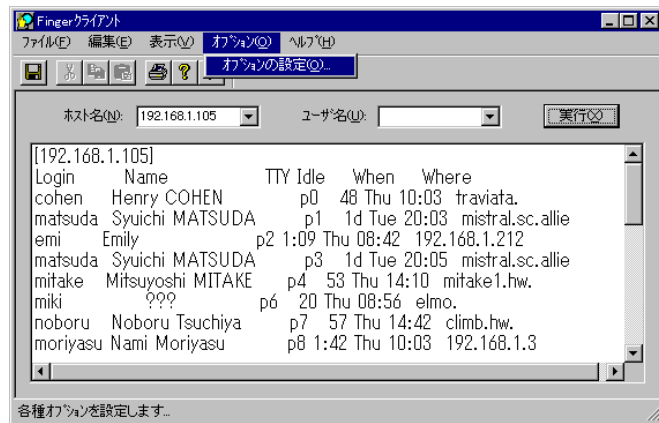 Fingerクライアント
ファイル(F) 編集(E) 表示(V) オプション(O) ヘルプ(H)
オプションの設定(O)...
ホスト名(N): 192.168.1.105 ユーザ名(U): 実行(X)
[192.168.1.105]
Login Name TTY Idle When Where
cohen Henry COHEN p0 48 Thu 10:03 traviata.
matsuda Syuichi MATSUDA p1 1d Tue 20:03 mistral.sc.allie
emi Emily p2 1:09 Thu 08:42 192.168.1.212
matsuda Syuichi MATSUDA p3 1d Tue 20:05 mistral.sc.allie
mitake Mitsuyoshi MITAKE p4 53 Thu 14:10 mitake1.hw.
miki ??? p6 20 Thu 08:56 elmo.
noboru Noboru Tsuchiya p7 57 Thu 14:42 climb.hw.
moriyasu Nami Moriyasu p8 1:42 Thu 10:03 192.168.1.3
各種オプションを設定します...